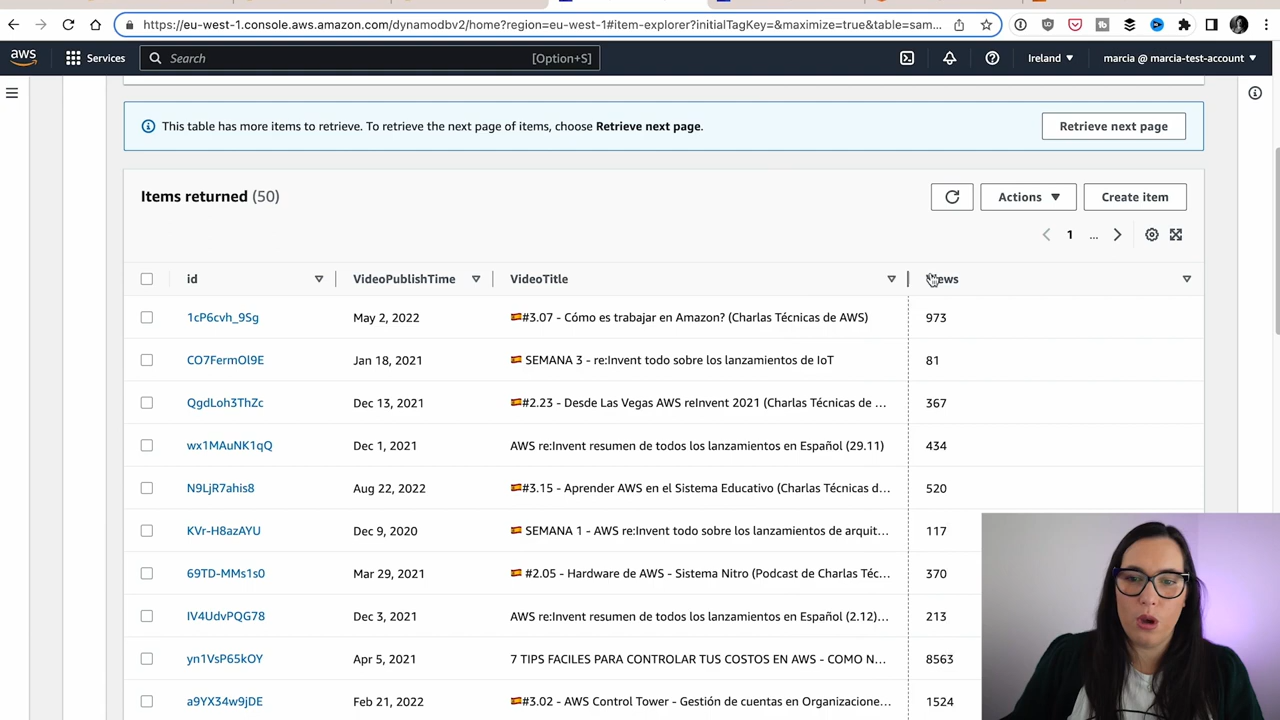 https://eu-west-1.console.aws.amazon.com/dynamodbv2/home?region=eu-west-1#item-explorer?initialTagKey=&maximize=true&table=sam...
aws Services Search [Option+S] Ireland ▼ marcia @ marcia-test-account ▼
This table has more items to retrieve. To retrieve the next page of items, choose Retrieve next page. Retrieve next page
Items returned (50) Actions ▼ Create item
1 ...
id VideoPublishTime VideoTitle
1cP6cvh_9Sg May 2, 2022 🇪🇸#3.07 - Cómo es trabajar en Amazon? (Charlas Técnicas de AWS) 973
CO7FermOl9E Jan 18, 2021 🇪🇸 SEMANA 3 - re:Invent todo sobre los lanzamientos de IoT 81
QgdLoh3ThZc Dec 13, 2021 🇪🇸#2.23 - Desde Las Vegas AWS reInvent 2021 (Charlas Técnicas de ... 367
wx1MAuNK1qQ Dec 1, 2021 AWS re:Invent resumen de todos los lanzamientos en Español (29.11) 434
N9LjR7ahis8 Aug 22, 2022 🇪🇸#3.15 - Aprender AWS en el Sistema Educativo (Charlas Técnicas d... 520
KVr-H8azAYU Dec 9, 2020 🇪🇸 SEMANA 1 - AWS re:Invent todo sobre los lanzamientos de arquit... 117
69TD-MMs1s0 Mar 29, 2021 🇪🇸 #2.05 - Hardware de AWS - Sistema Nitro (Podcast de Charlas Téc... 370
IV4UdvPQG78 Dec 3, 2021 AWS re:Invent resumen de todos los lanzamientos en Español (2.12)... 213
yn1VsP65kOY Apr 5, 2021 7 TIPS FACILES PARA CONTROLAR TUS COSTOS EN AWS - COMO N... 8563
a9YX34w9jDE Feb 21, 2022 🇪🇸#3.02 - AWS Control Tower - Gestión de cuentas en Organizacione... 1524